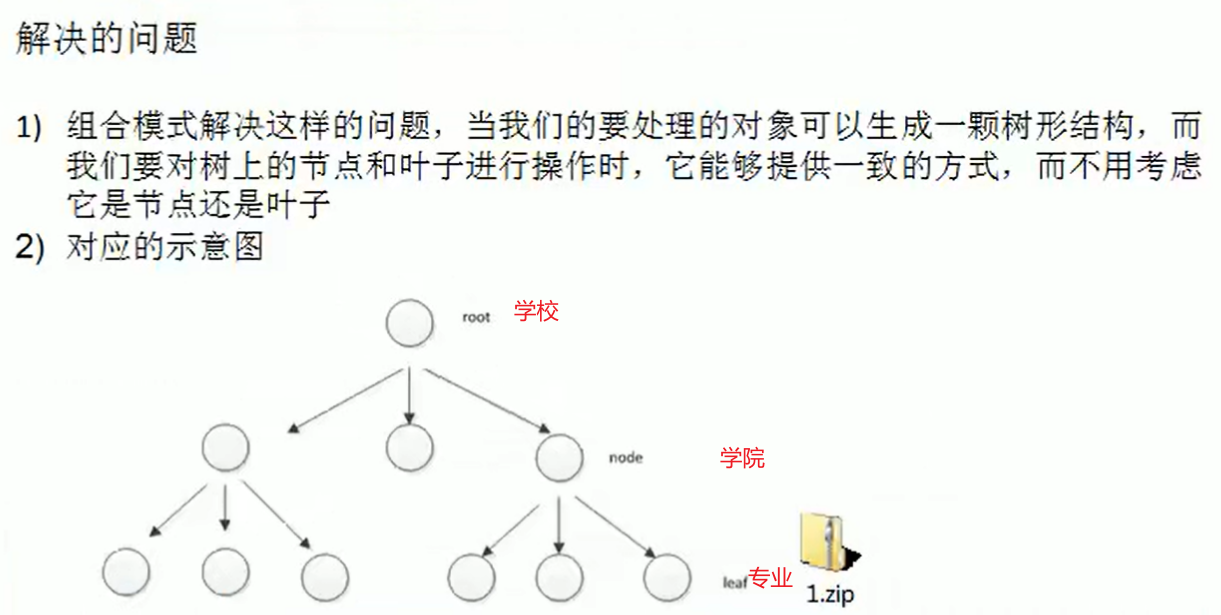 解决的问题
1) 组合模式解决这样的问题，当我们的要处理的对象可以生成一颗树形结构，而
我们要对树上的节点和叶子进行操作时，它能够提供一致的方式，而不用考虑
它是节点还是叶子
2) 对应的示意图
root 学校
node 学院
leaf 专业
1.zip